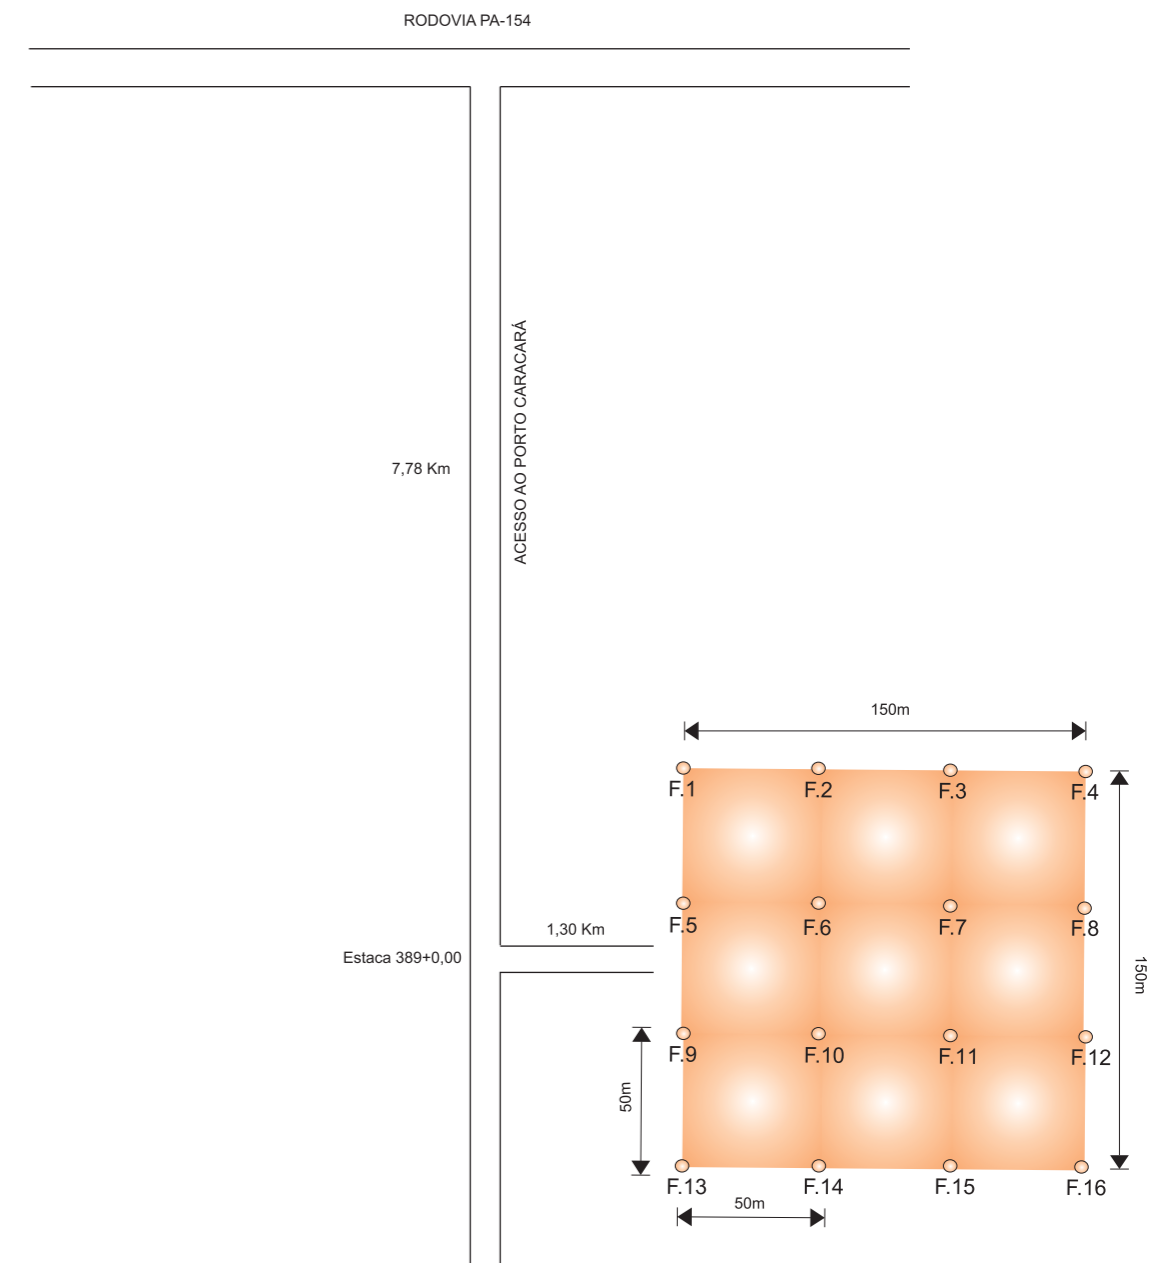 RODOVIA PA-154
ACESSO AO PORTO CARACARÁ
7,78 Km
150m
F.1 F.2 F.3 F.4
F.5 F.6 F.7 F.8
1,30 Km
Estaca 389+0,00
150m
F.9 F.10 F.11 F.12
50m
F.13 F.14 F.15 F.16
50m